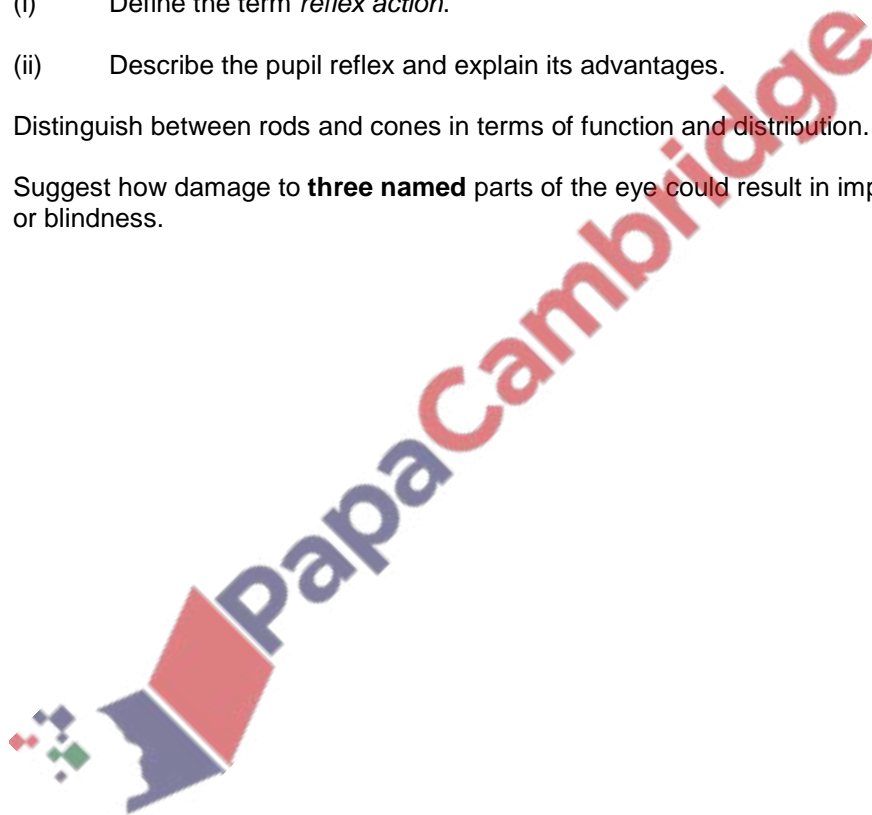 (i) Define the term reflex action.
(ii) Describe the pupil reflex and explain its advantages.
Distinguish between rods and cones in terms of function and distribution.
Suggest how damage to three named parts of the eye could result in imp
or blindness.
PapaCambridge